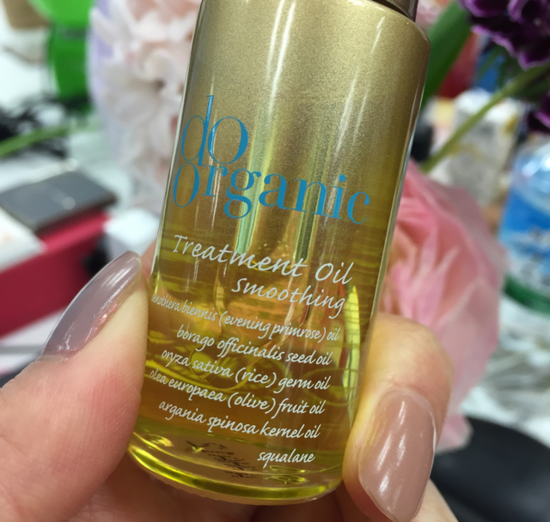 do
organic
Treatment Oil
smoothing
biennis (evening primrose) oil
borago officinalis seed oil
oryza sativa (rice) germ oil
olea europaea (olive) fruit oil
argania spinosa kernel oil
squalane